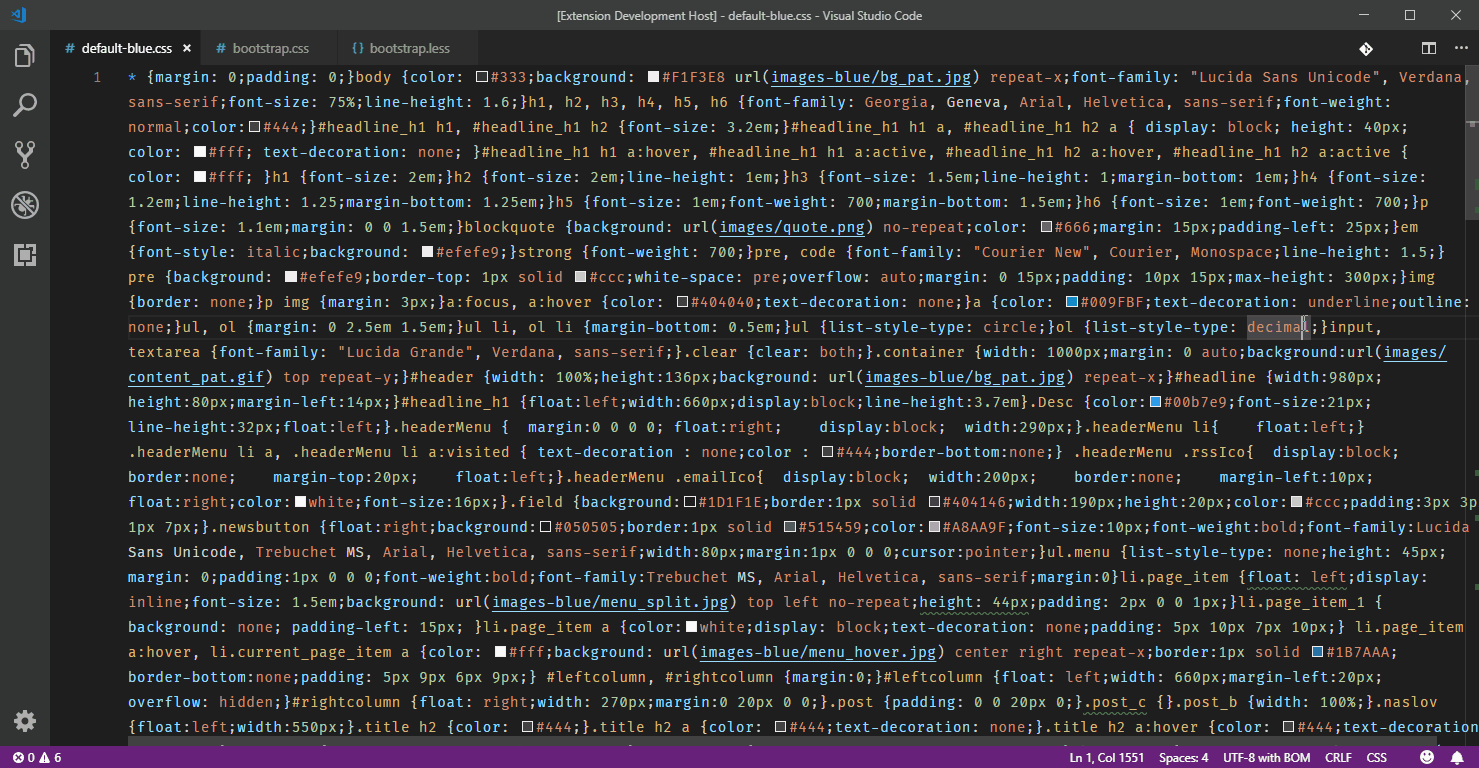 [Extension Development Host] - default-blue.css - Visual Studio Code
# default-blue.css × # bootstrap.css {} bootstrap.less
1 * {margin: 0;padding: 0;}body {color: #333;background: #F1F3E8 url(images-blue/bg_pat.jpg) repeat-x;font-family: "Lucida Sans Unicode", Verdana,
sans-serif;font-size: 75%;line-height: 1.6;}h1, h2, h3, h4, h5, h6 {font-family: Georgia, Geneva, Arial, Helvetica, sans-serif;font-weight:
normal;color:#444;}#headline_h1 h1, #headline_h1 h2 {font-size: 3.2em;}#headline_h1 h1 a, #headline_h1 h2 a { display: block; height: 40px;
color: #fff; text-decoration: none; }#headline_h1 h1 a:hover, #headline_h1 h1 a:active, #headline_h1 h2 a:hover, #headline_h1 h2 a:active {
color: #fff; }h1 {font-size: 2em;}h2 {font-size: 2em;line-height: 1em;}h3 {font-size: 1.5em;line-height: 1;margin-bottom: 1em;}h4 {font-size:
1.2em;line-height: 1.25;margin-bottom: 1.25em;}h5 {font-size: 1em;font-weight: 700;margin-bottom: 1.5em;}h6 {font-size: 1em;font-weight: 700;}p
{font-size: 1.1em;margin: 0 0 1.5em;}blockquote {background: url(images/quote.png) no-repeat;color: #666;margin: 15px;padding-left: 25px;}em
{font-style: italic;background: #efefe9;}strong {font-weight: 700;}pre, code {font-family: "Courier New", Courier, Monospace;line-height: 1.5;}
pre {background: #efefe9;border-top: 1px solid #ccc;white-space: pre;overflow: auto;margin: 0 15px;padding: 10px 15px;max-height: 300px;}img
{border: none;}p img {margin: 3px;}a:focus, a:hover {color: #404040;text-decoration: none;}a {color: #009FBF;text-decoration: underline;outline:
none;}ul, ol {margin: 0 2.5em 1.5em;}ul li, ol li {margin-bottom: 0.5em;}ul {list-style-type: circle;}ol {list-style-type: decimal;}input,
textarea {font-family: "Lucida Grande", Verdana, sans-serif;}.clear {clear: both;}.container {width: 1000px;margin: 0 auto;background:url(images/
content_pat.gif) top repeat-y;}#header {width: 100%;height:136px;background: url(images-blue/bg_pat.jpg) repeat-x;}#headline {width:980px;
height:80px;margin-left:14px;}#headline_h1 {float:left;width:660px;display:block;line-height:3.7em}.Desc {color:#00b7e9;font-size:21px;
line-height:32px;float:left;}.headerMenu {  margin:0 0 0 0; float:right;    display:block;  width:290px;}.headerMenu li{    float:left;}
.headerMenu li a, .headerMenu li a:visited { text-decoration : none;color : #444;border-bottom:none;} .headerMenu .rssIco{  display:block;
border:none;    margin-top:20px;    float:left;}.headerMenu .emailIco{  display:block;  width:200px;    border:none;    margin-left:10px;
float:right;color:white;font-size:16px;}.field {background:#1D1F1E;border:1px solid #404146;width:190px;height:20px;color:#ccc;padding:3px 3p
1px 7px;}.newsbutton {float:right;background:#050505;border:1px solid #515459;color:#A8AA9F;font-size:10px;font-weight:bold;font-family:Lucida
Sans Unicode, Trebuchet MS, Arial, Helvetica, sans-serif;width:80px;margin:1px 0 0 0;cursor:pointer;}ul.menu {list-style-type: none;height: 45px;
margin: 0;padding:1px 0 0 0;font-weight:bold;font-family:Trebuchet MS, Arial, Helvetica, sans-serif;margin:0}li.page_item {float: left;display:
inline;font-size: 1.5em;background: url(images-blue/menu_split.jpg) top left no-repeat;height: 44px;padding: 2px 0 0 1px;}li.page_item_1 {
background: none; padding-left: 15px; }li.page_item a {color:white;display: block;text-decoration: none;padding: 5px 10px 7px 10px;} li.page_item
a:hover, li.current_page_item a {color: #fff;background: url(images-blue/menu_hover.jpg) center right repeat-x;border:1px solid #1B7AAA;
border-bottom:none;padding: 5px 9px 6px 9px;} #leftcolumn, #rightcolumn {margin:0;}#leftcolumn {float: left;width: 660px;margin-left:20px;
overflow: hidden;}#rightcolumn {float: right;width: 270px;margin:0 20px 0 0;}.post {padding: 0 0 20px 0;}.post_c {}.post_b {width: 100%;}.naslov
{float:left;width:550px;}.title h2 {color: #444;}.title h2 a {color: #444;text-decoration: none;}.title h2 a:hover {color: #444;text-decoration
0 6 Ln 1, Col 1551 Spaces: 4 UTF-8 with BOM CRLF CSS